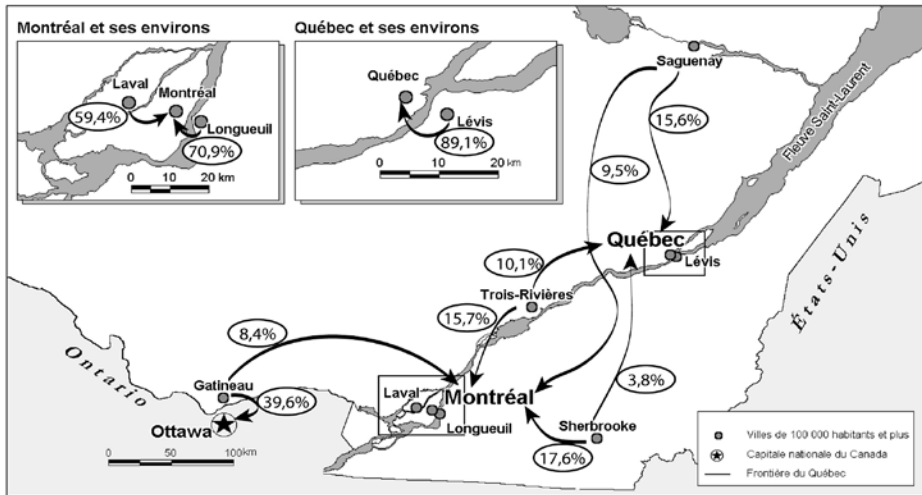 Montréal et ses environs
Laval
Montréal
59,4%
Longueuil
70,9%
0 10 20 km
Québec et ses environs
Québec
Lévis
89,1%
0 10 20 km
Saguenay
15,6%
9,5%
Fleuve Saint-Laurent
Québec
Lévis
10,1%
Trois-Rivières
15,7%
États-Unis
8,4%
Ontario
Gatineau
39,6%
Ottawa
Laval
Montréal
Longueuil
3,8%
Sherbrooke
17,6%
0 50 100km
Villes de 100 000 habitants et plus
Capitale nationale du Canada
Frontière du Québec